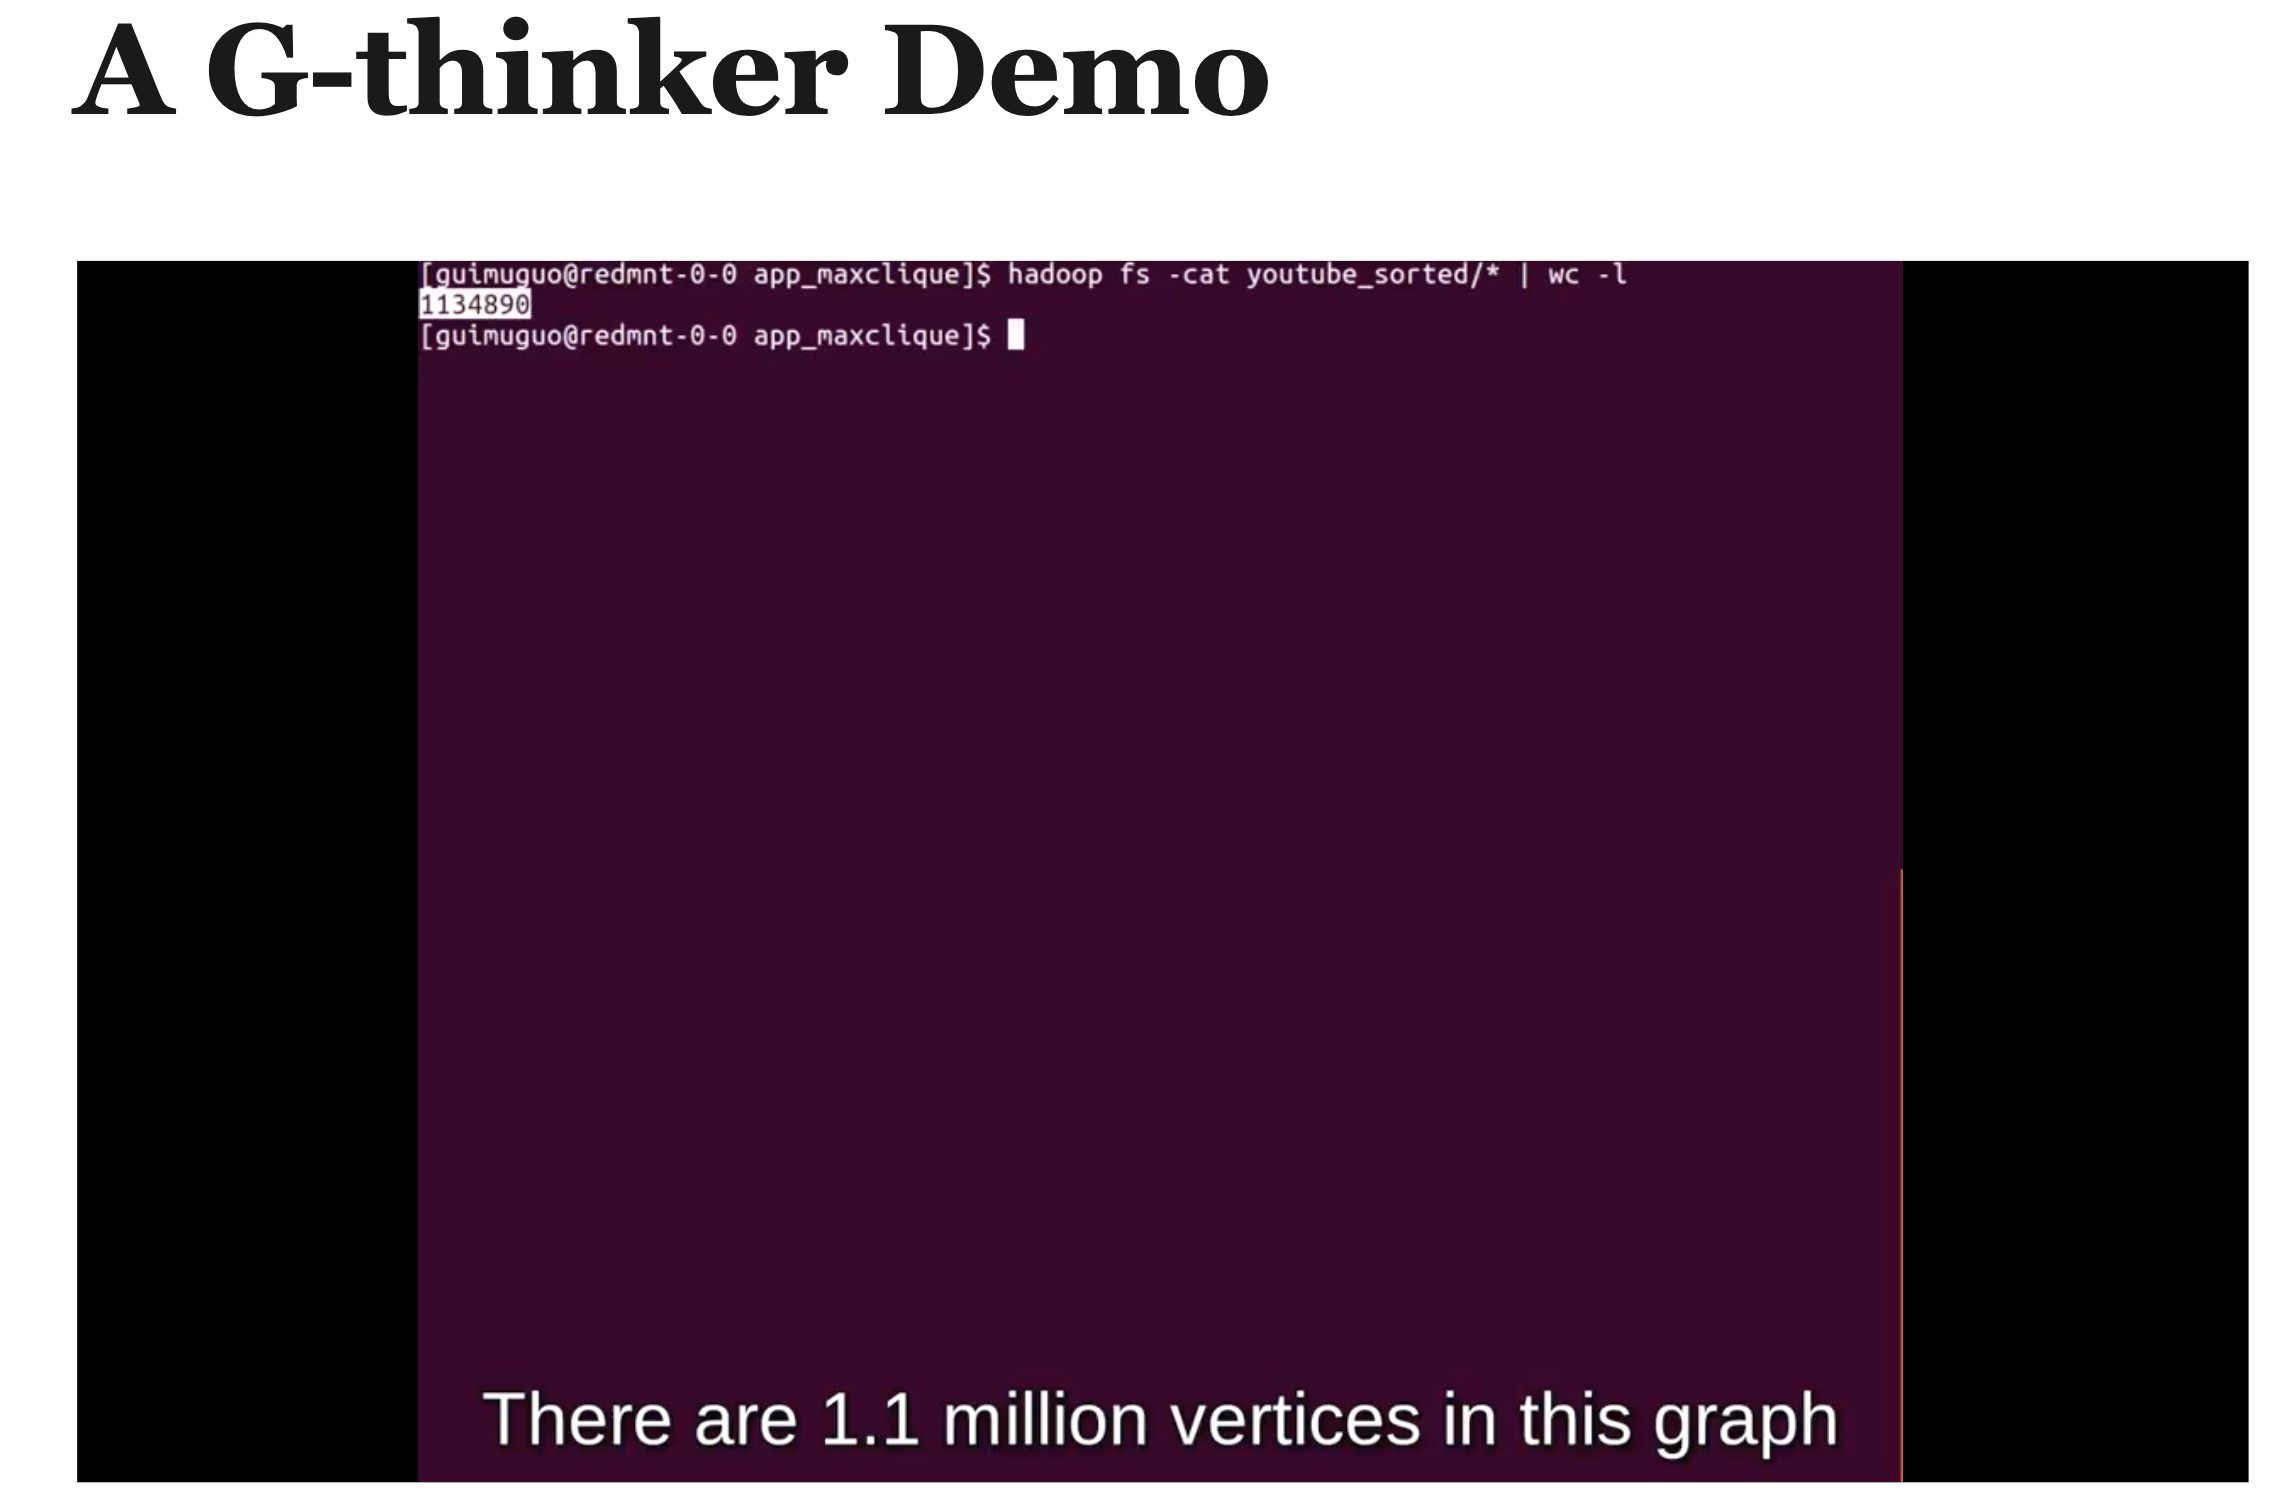 A G-thinker Demo
[guimuguo@redmnt-0-0 app_maxclique]$ hadoop fs -cat youtube_sorted/* | wc -l
1134890
[guimuguo@redmnt-0-0 app_maxclique]$
There are 1.1 million vertices in this graph